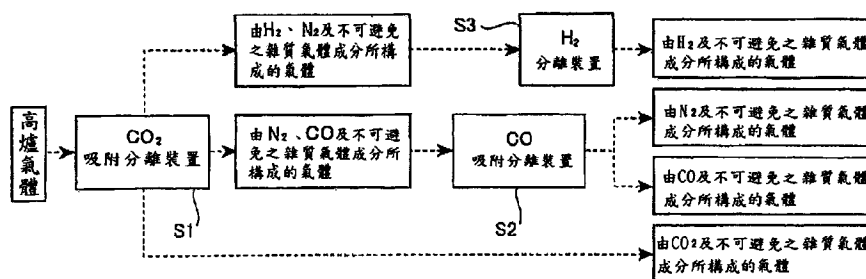 高爐氣體
CO₂
吸附分離裝置
S1
由H₂、N₂及不可避免
之雜質氣體成分所構
成的氣體
S3
H₂
分離裝置
由H₂及不可避免之雜質氣體
成分所構成的氣體
由N₂、CO及不可避
免之雜質氣體成分所
構成的氣體
CO
吸附分離裝置
S2
由N₂及不可避免之雜質氣體
成分所構成的氣體
由CO及不可避免之雜質氣體
成分所構成的氣體
由CO₂及不可避免之雜質氣體
成分所構成的氣體